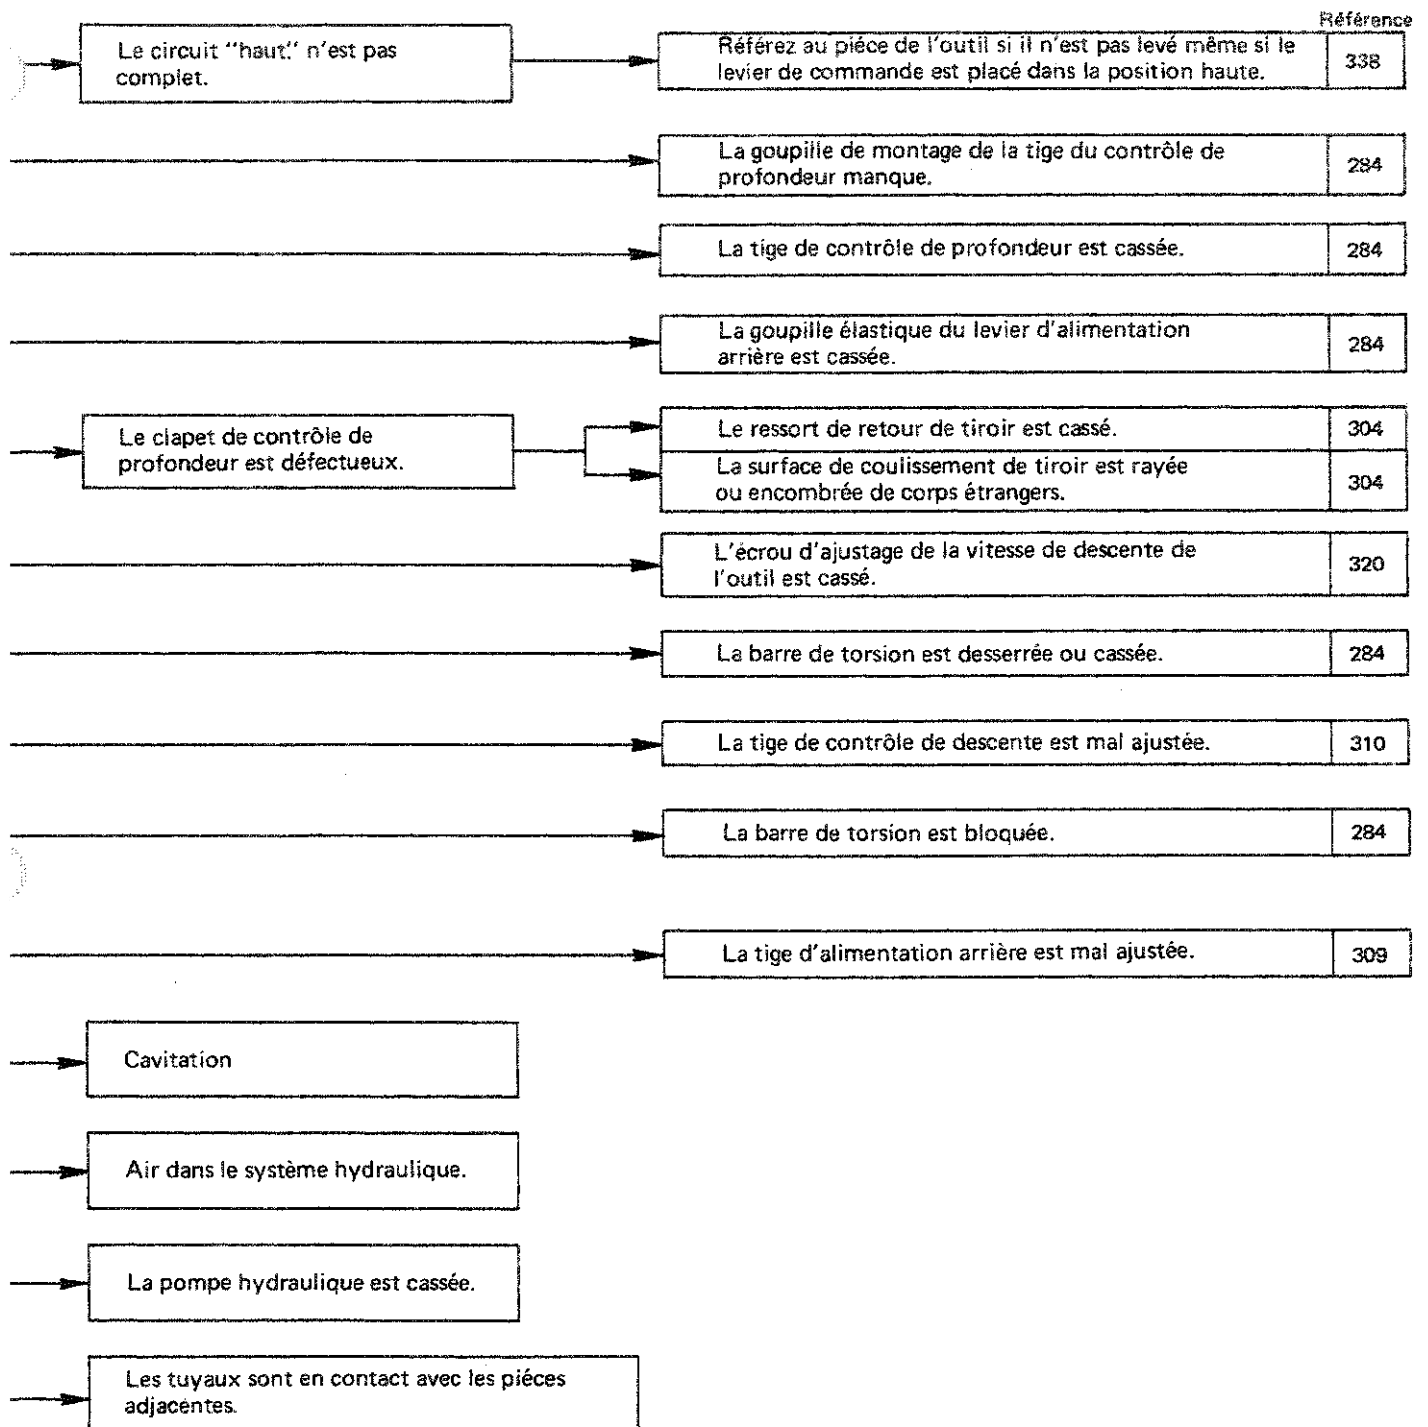 Référence
Le circuit "haut." n'est pas
complet.
Référez au piéce de l'outil si il n'est pas levé même si le
levier de commande est placé dans la position haute.
338
La goupille de montage de la tige du contrôle de
profondeur manque.
284
La tige de contrôle de profondeur est cassée.
284
La goupille élastique du levier d'alimentation
arrière est cassée.
284
Le clapet de contrôle de
profondeur est défectueux.
Le ressort de retour de tiroir est cassé.
304
La surface de coulissement de tiroir est rayée
ou encombrée de corps étrangers.
304
L'écrou d'ajustage de la vitesse de descente de
l'outil est cassé.
320
La barre de torsion est desserrée ou cassée.
284
La tige de contrôle de descente est mal ajustée.
310
La barre de torsion est bloquée.
284
La tige d'alimentation arrière est mal ajustée.
309
Cavitation
Air dans le système hydraulique.
La pompe hydraulique est cassée.
Les tuyaux sont en contact avec les piéces
adjacentes.